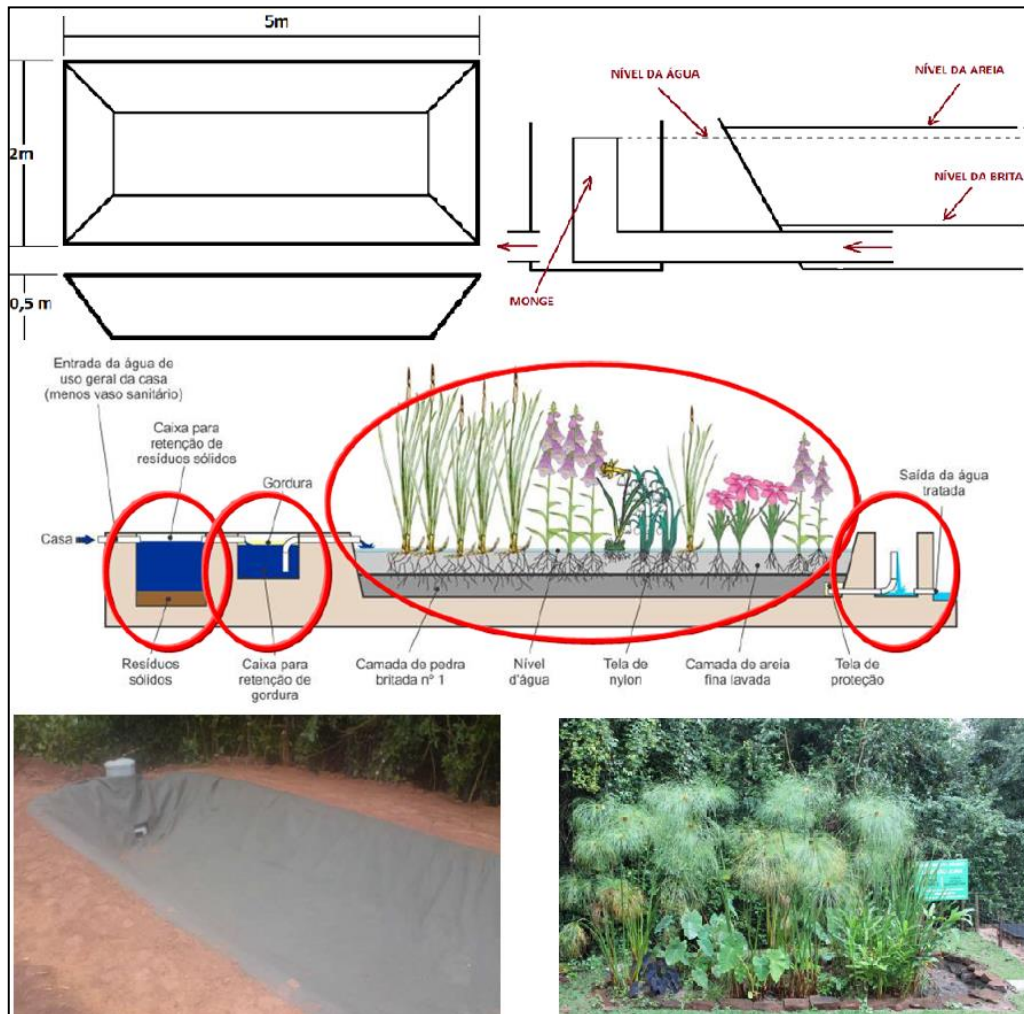 5m
2m
0,5 m
NÍVEL DA ÁGUA
NÍVEL DA AREIA
NÍVEL DA BRITA
MONGE
Entrada da água de
uso geral da casa
(menos vaso sanitário)
Caixa para
retenção de
resíduos sólidos
Gordura
Casa
Saída da água
tratada
Resíduos
sólidos
Caixa para
retenção de
gordura
Camada de pedra
britada nº 1
Nível
d'água
Tela de
nylon
Camada de areia
fina lavada
Tela de
proteção